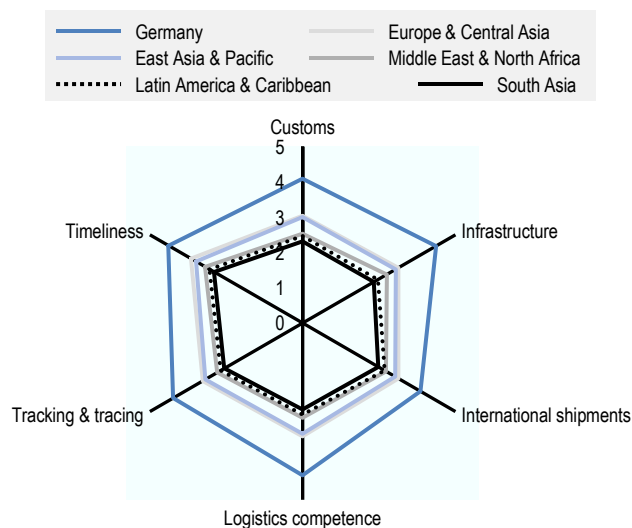 Germany Europe & Central Asia
East Asia & Pacific Middle East & North Africa
Latin America & Caribbean South Asia
Customs
5
4
Timeliness Infrastructure
3
2
1
0
Tracking & tracing International shipments
Logistics competence